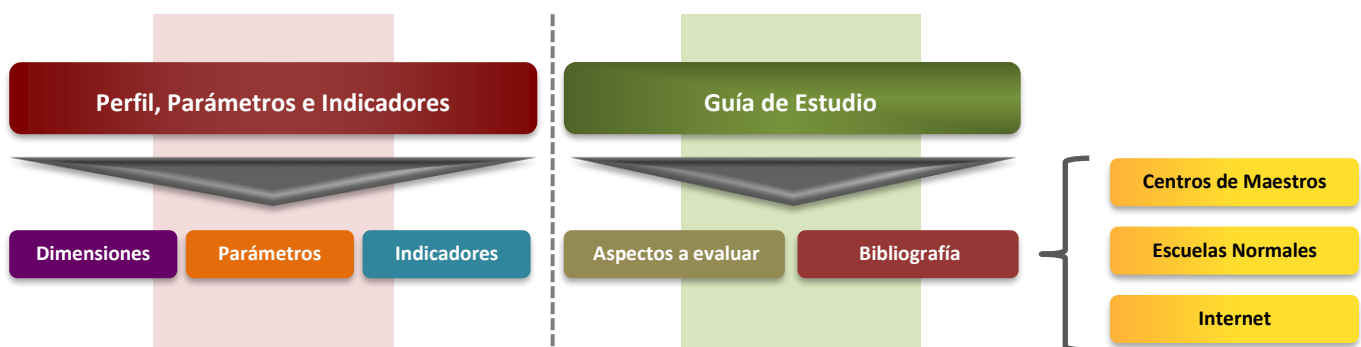 Perfil, Parámetros e Indicadores
Guía de Estudio
Dimensiones
Parámetros
Indicadores
Aspectos a evaluar
Bibliografía
Centros de Maestros
Escuelas Normales
Internet